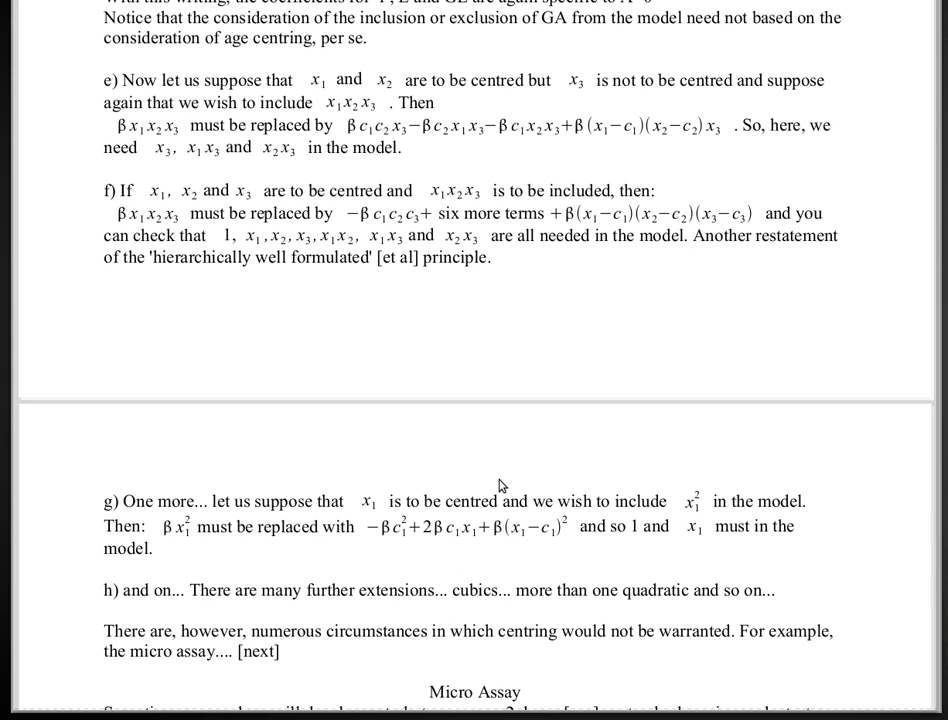 Notice that the consideration of the inclusion or exclusion of GA from the model need not based on the
consideration of age centring, per se.
e) Now let us suppose that x₁ and x₂ are to be centred but x₃ is not to be centred and suppose
again that we wish to include x₁x₂x₃ . Then
βx₁x₂x₃ must be replaced by βc₁c₂x₃−βc₂x₁x₃−βc₁x₂x₃+β(x₁−c₁)(x₂−c₂)x₃ . So, here, we
need x₃, x₁x₃ and x₂x₃ in the model.
f) If x₁, x₂ and x₃ are to be centred and x₁x₂x₃ is to be included, then:
βx₁x₂x₃ must be replaced by −βc₁c₂c₃+ six more terms +β(x₁−c₁)(x₂−c₂)(x₃−c₃) and you
can check that 1, x₁,x₂,x₃,x₁x₂, x₁x₃ and x₂x₃ are all needed in the model. Another restatement
of the 'hierarchically well formulated' [et al] principle.
g) One more... let us suppose that x₁ is to be centred and we wish to include x₁² in the model.
Then: βx₁² must be replaced with −βc₁²+2βc₁x₁+β(x₁−c₁)² and so 1 and x₁ must in the
model.
h) and on... There are many further extensions... cubics... more than one quadratic and so on...
There are, however, numerous circumstances in which centring would not be warranted. For example,
the micro assay.... [next]
Micro Assay